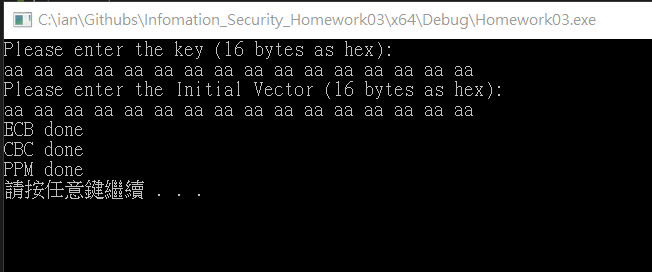 C:\ian\Githubs\Infomation_Security_Homework03\x64\Debug\Homework03.exe
Please enter the key (16 bytes as hex):
aa aa aa aa aa aa aa aa aa aa aa aa aa aa aa aa
Please enter the Initial Vector (16 bytes as hex):
aa aa aa aa aa aa aa aa aa aa aa aa aa aa aa aa
ECB done
CBC done
PPM done
請按任意鍵繼續 . . .